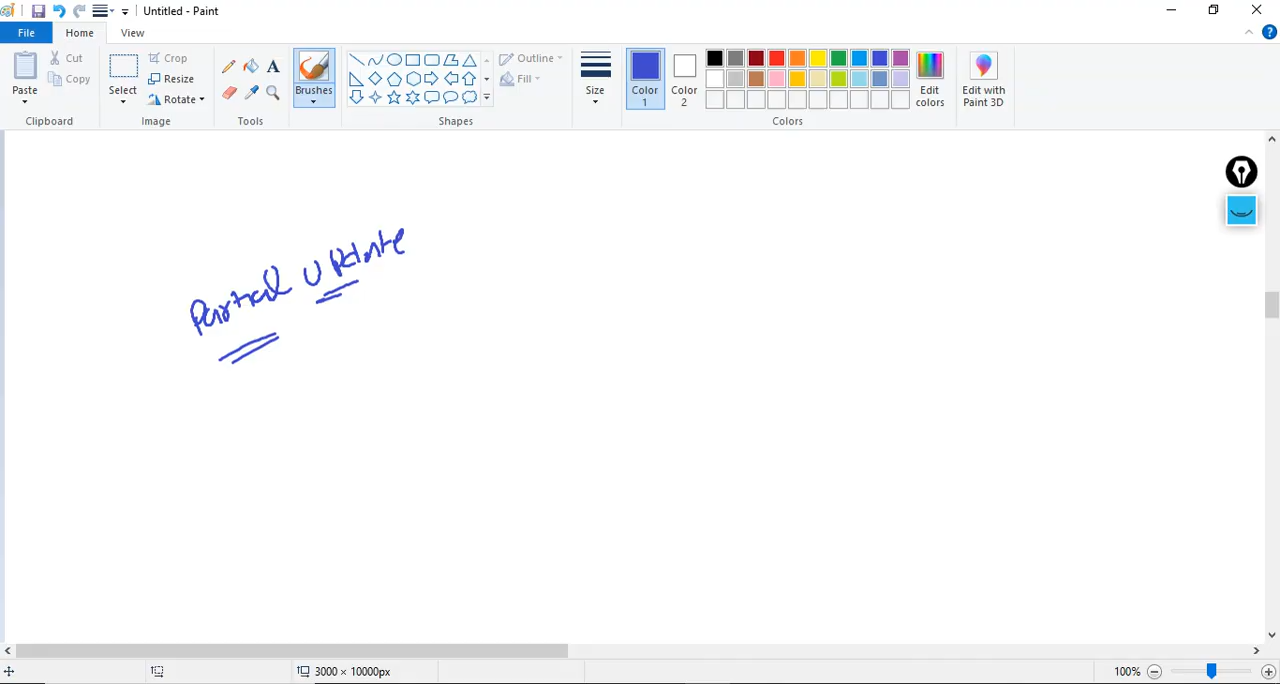 Untitled - Paint
File Home View
Paste Cut Copy Select Crop Resize Rotate Brushes Outline Fill Size Color 1 Color 2 Edit colors Edit with Paint 3D
Clipboard Image Tools Shapes Colors
Partial Update
3000 × 10000px 100%